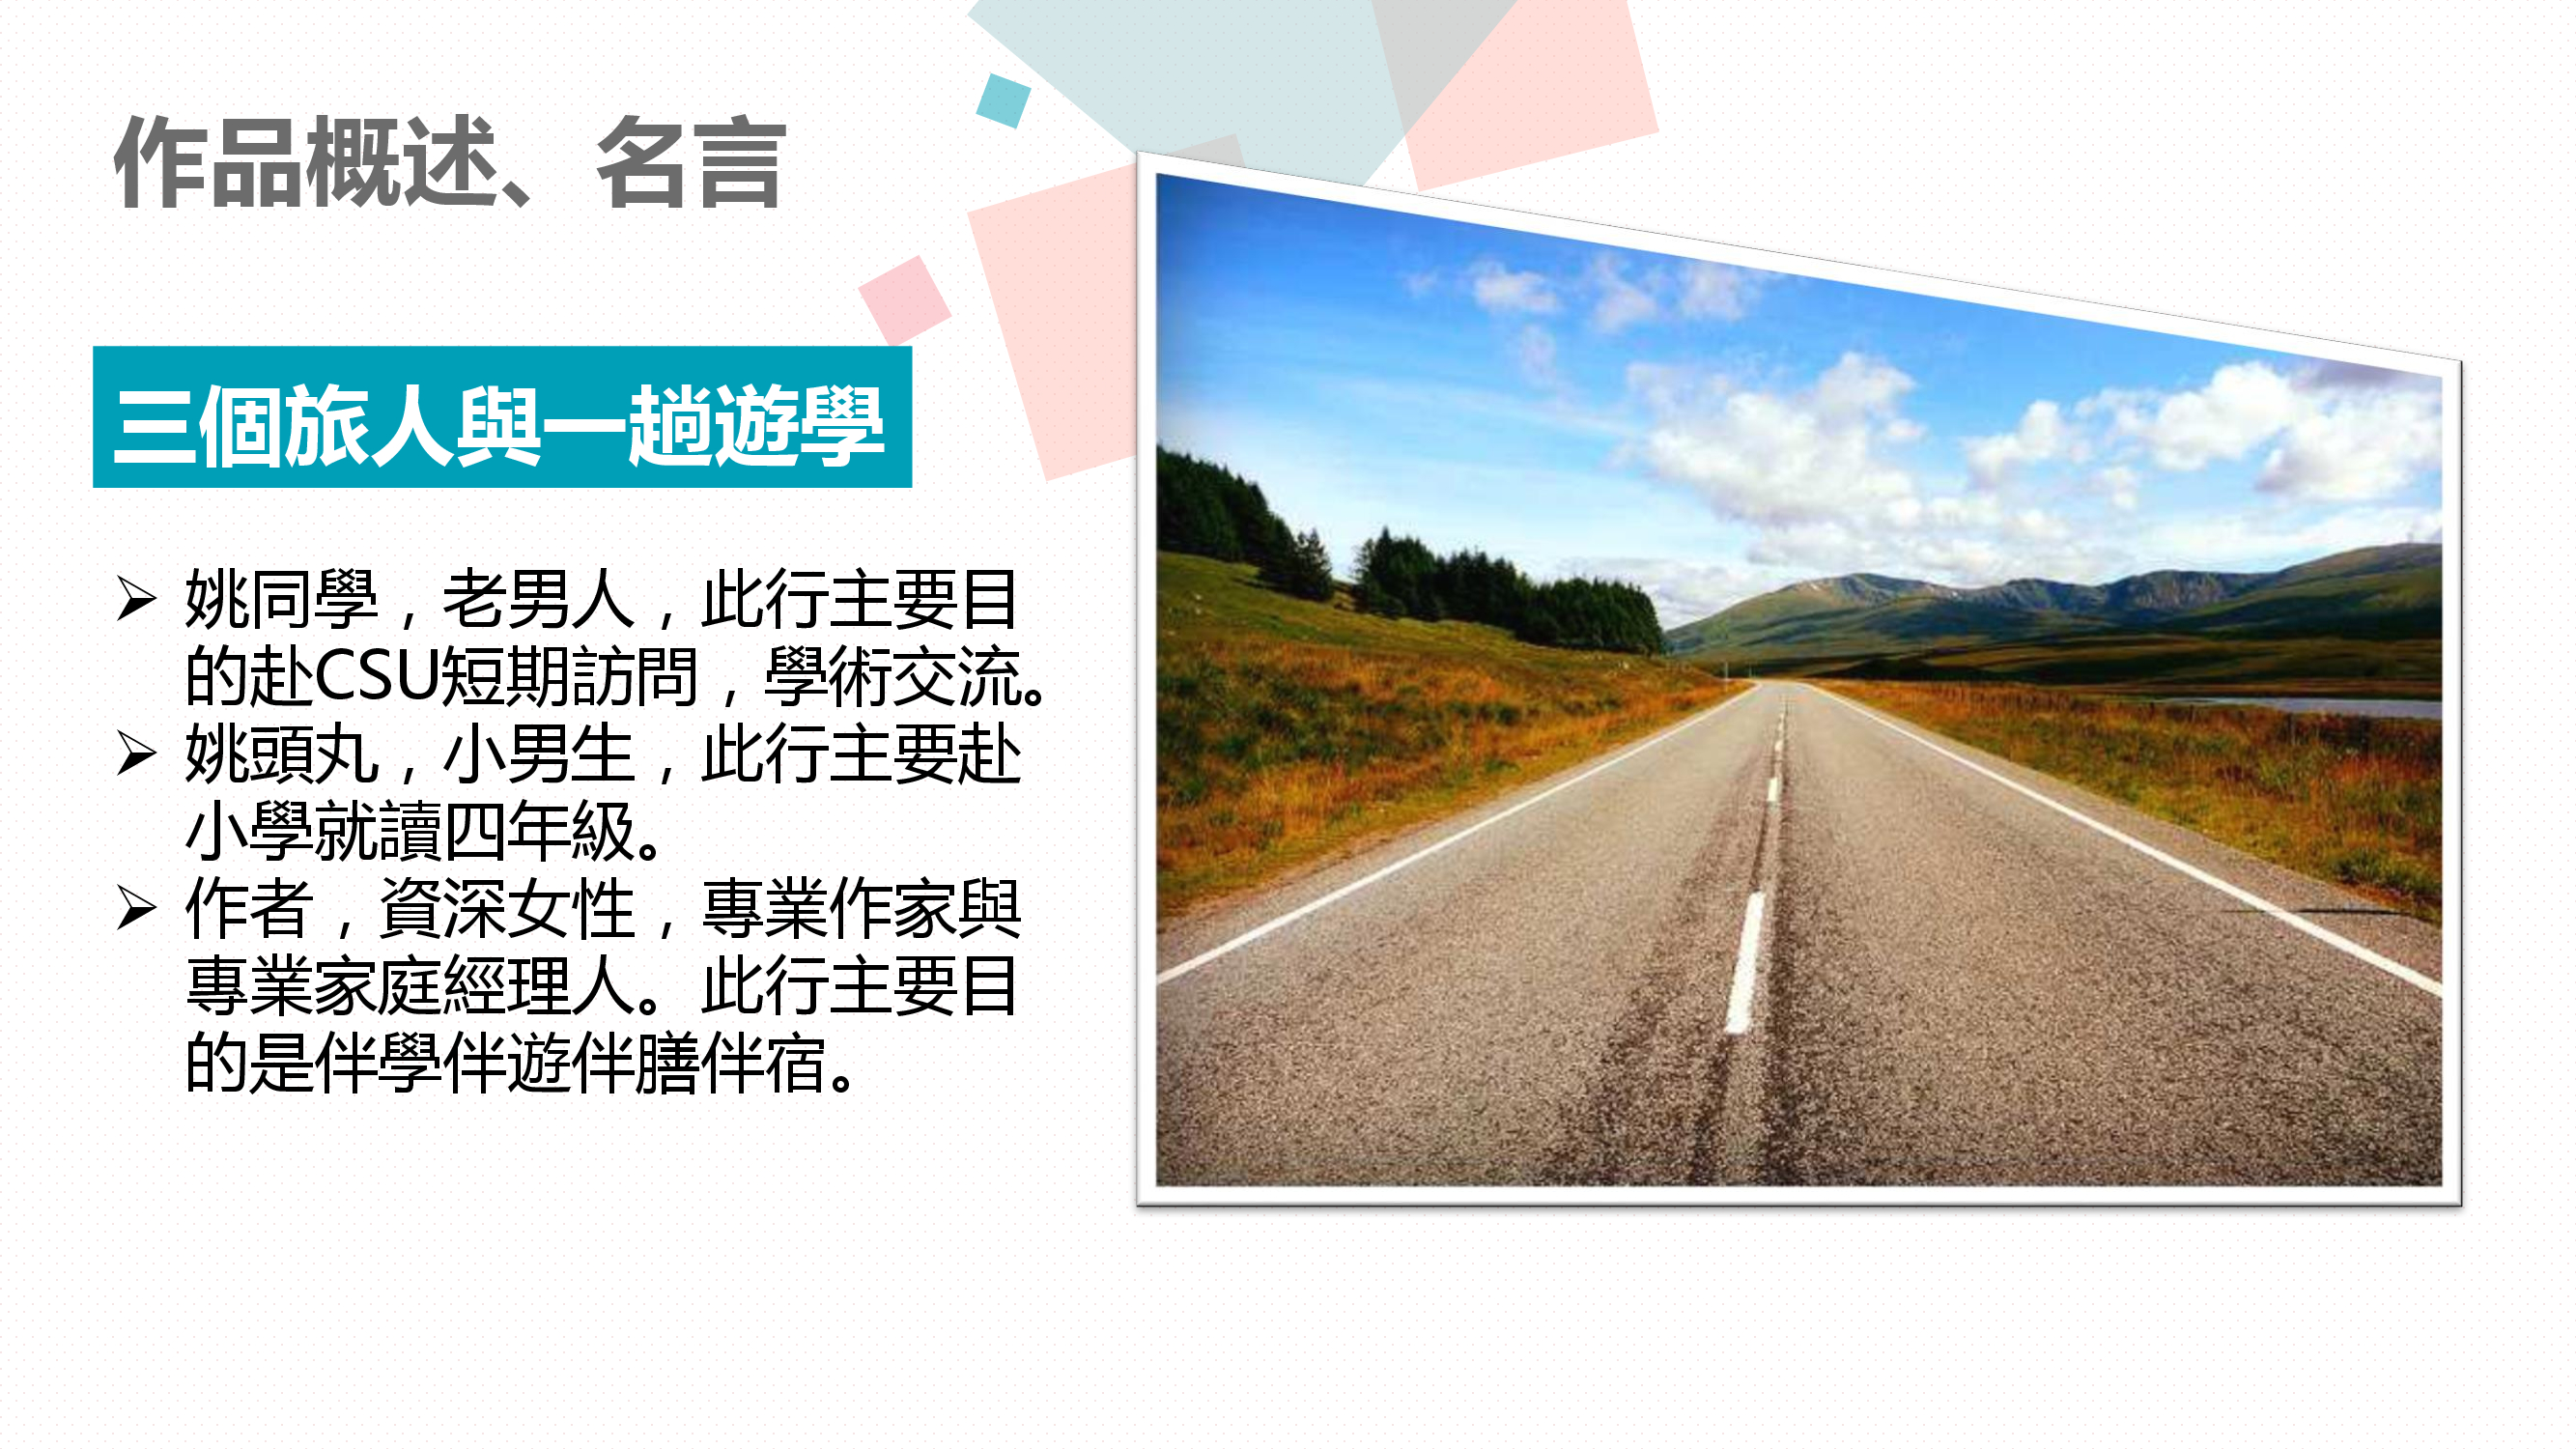 作品概述、名言
三個旅人與一趟遊學
➢ 姚同學，老男人，此行主要目
的赴CSU短期訪問，學術交流。
➢ 姚頭丸，小男生，此行主要赴
小學就讀四年級。
➢ 作者，資深女性，專業作家與
專業家庭經理人。此行主要目
的是伴學伴遊伴膳伴宿。